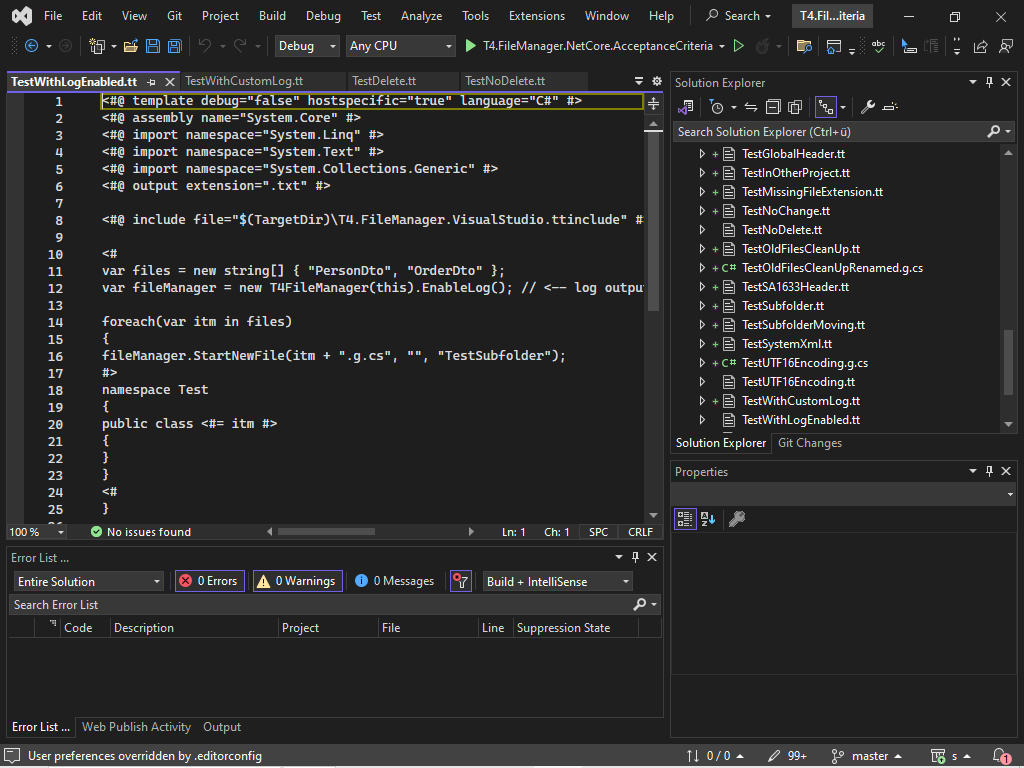 File Edit View Git Project Build Debug Test Analyze Tools Extensions Window Help Search T4.Fil...iteria
Debug Any CPU T4.FileManager.NetCore.AcceptanceCriteria
TestWithLogEnabled.tt TestWithCustomLog.tt TestDelete.tt TestNoDelete.tt
1 <#@ template debug="false" hostspecific="true" language="C#" #>
2 <#@ assembly name="System.Core" #>
3 <#@ import namespace="System.Linq" #>
4 <#@ import namespace="System.Text" #>
5 <#@ import namespace="System.Collections.Generic" #>
6 <#@ output extension=".txt" #>
7
8 <#@ include file="$(TargetDir)\T4.FileManager.VisualStudio.ttinclude" #
9
10 <#
11 var files = new string[] { "PersonDto", "OrderDto" };
12 var fileManager = new T4FileManager(this).EnableLog(); // <-- log outpu
13
14 foreach(var itm in files)
15 {
16 fileManager.StartNewFile(itm + ".g.cs", "", "TestSubfolder");
17 #>
18 namespace Test
19 {
20 public class <#= itm #>
21 {
22 }
23 }
24 <#
25 }
100 % No issues found Ln: 1 Ch: 1 SPC CRLF
Error List ...
Entire Solution 0 Errors 0 Warnings 0 Messages Build + IntelliSense
Search Error List
Code Description Project File Line Suppression State
Error List ... Web Publish Activity Output
Solution Explorer
Search Solution Explorer (Ctrl+ü)
TestGlobalHeader.tt
TestInOtherProject.tt
TestMissingFileExtension.tt
TestNoChange.tt
TestNoDelete.tt
TestOldFilesCleanUp.tt
C# TestOldFilesCleanUpRenamed.g.cs
TestSA1633Header.tt
TestSubfolder.tt
TestSubfolderMoving.tt
TestSystemXml.tt
C# TestUTF16Encoding.g.cs
TestUTF16Encoding.tt
TestWithCustomLog.tt
TestWithLogEnabled.tt
Solution Explorer Git Changes
Properties
User preferences overridden by .editorconfig 0 / 0 99+ master s 1